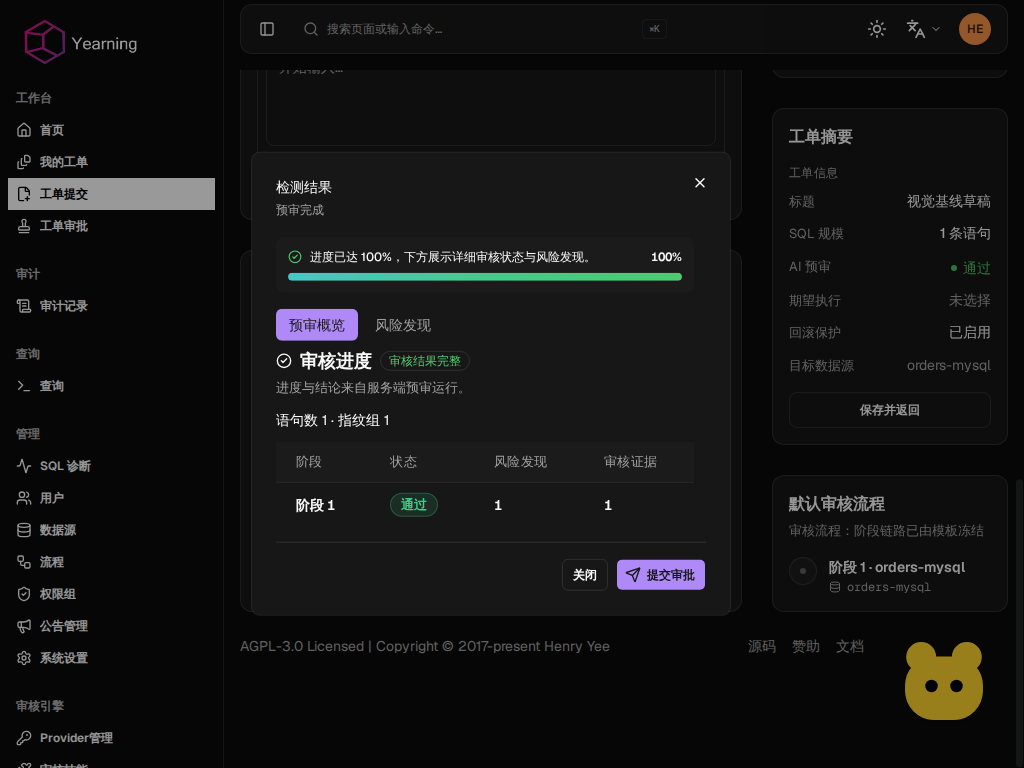 Yearning
工作台
首页
我的工单
工单提交
工单审批
审计
审计记录
查询
查询
管理
SQL 诊断
用户
数据源
流程
权限组
公告管理
系统设置
审核引擎
Provider管理
搜索页面或输入命令...
⌘K
HE
检测结果
预审完成
进度已达 100%，下方展示详细审核状态与风险发现。 100%
预审概览 风险发现
审核进度 审核结果完整
进度与结论来自服务端预审运行。
语句数 1 · 指纹组 1
阶段 状态 风险发现 审核证据
阶段 1 通过 1 1
关闭 提交审批
工单摘要
工单信息
标题 视觉基线草稿
SQL 规模 1 条语句
AI 预审 通过
期望执行 未选择
回滚保护 已启用
目标数据源 orders-mysql
保存并返回
默认审核流程
审核流程：阶段链路已由模板冻结
阶段 1 · orders-mysql
orders-mysql
AGPL-3.0 Licensed | Copyright © 2017-present Henry Yee
源码 赞助 文档